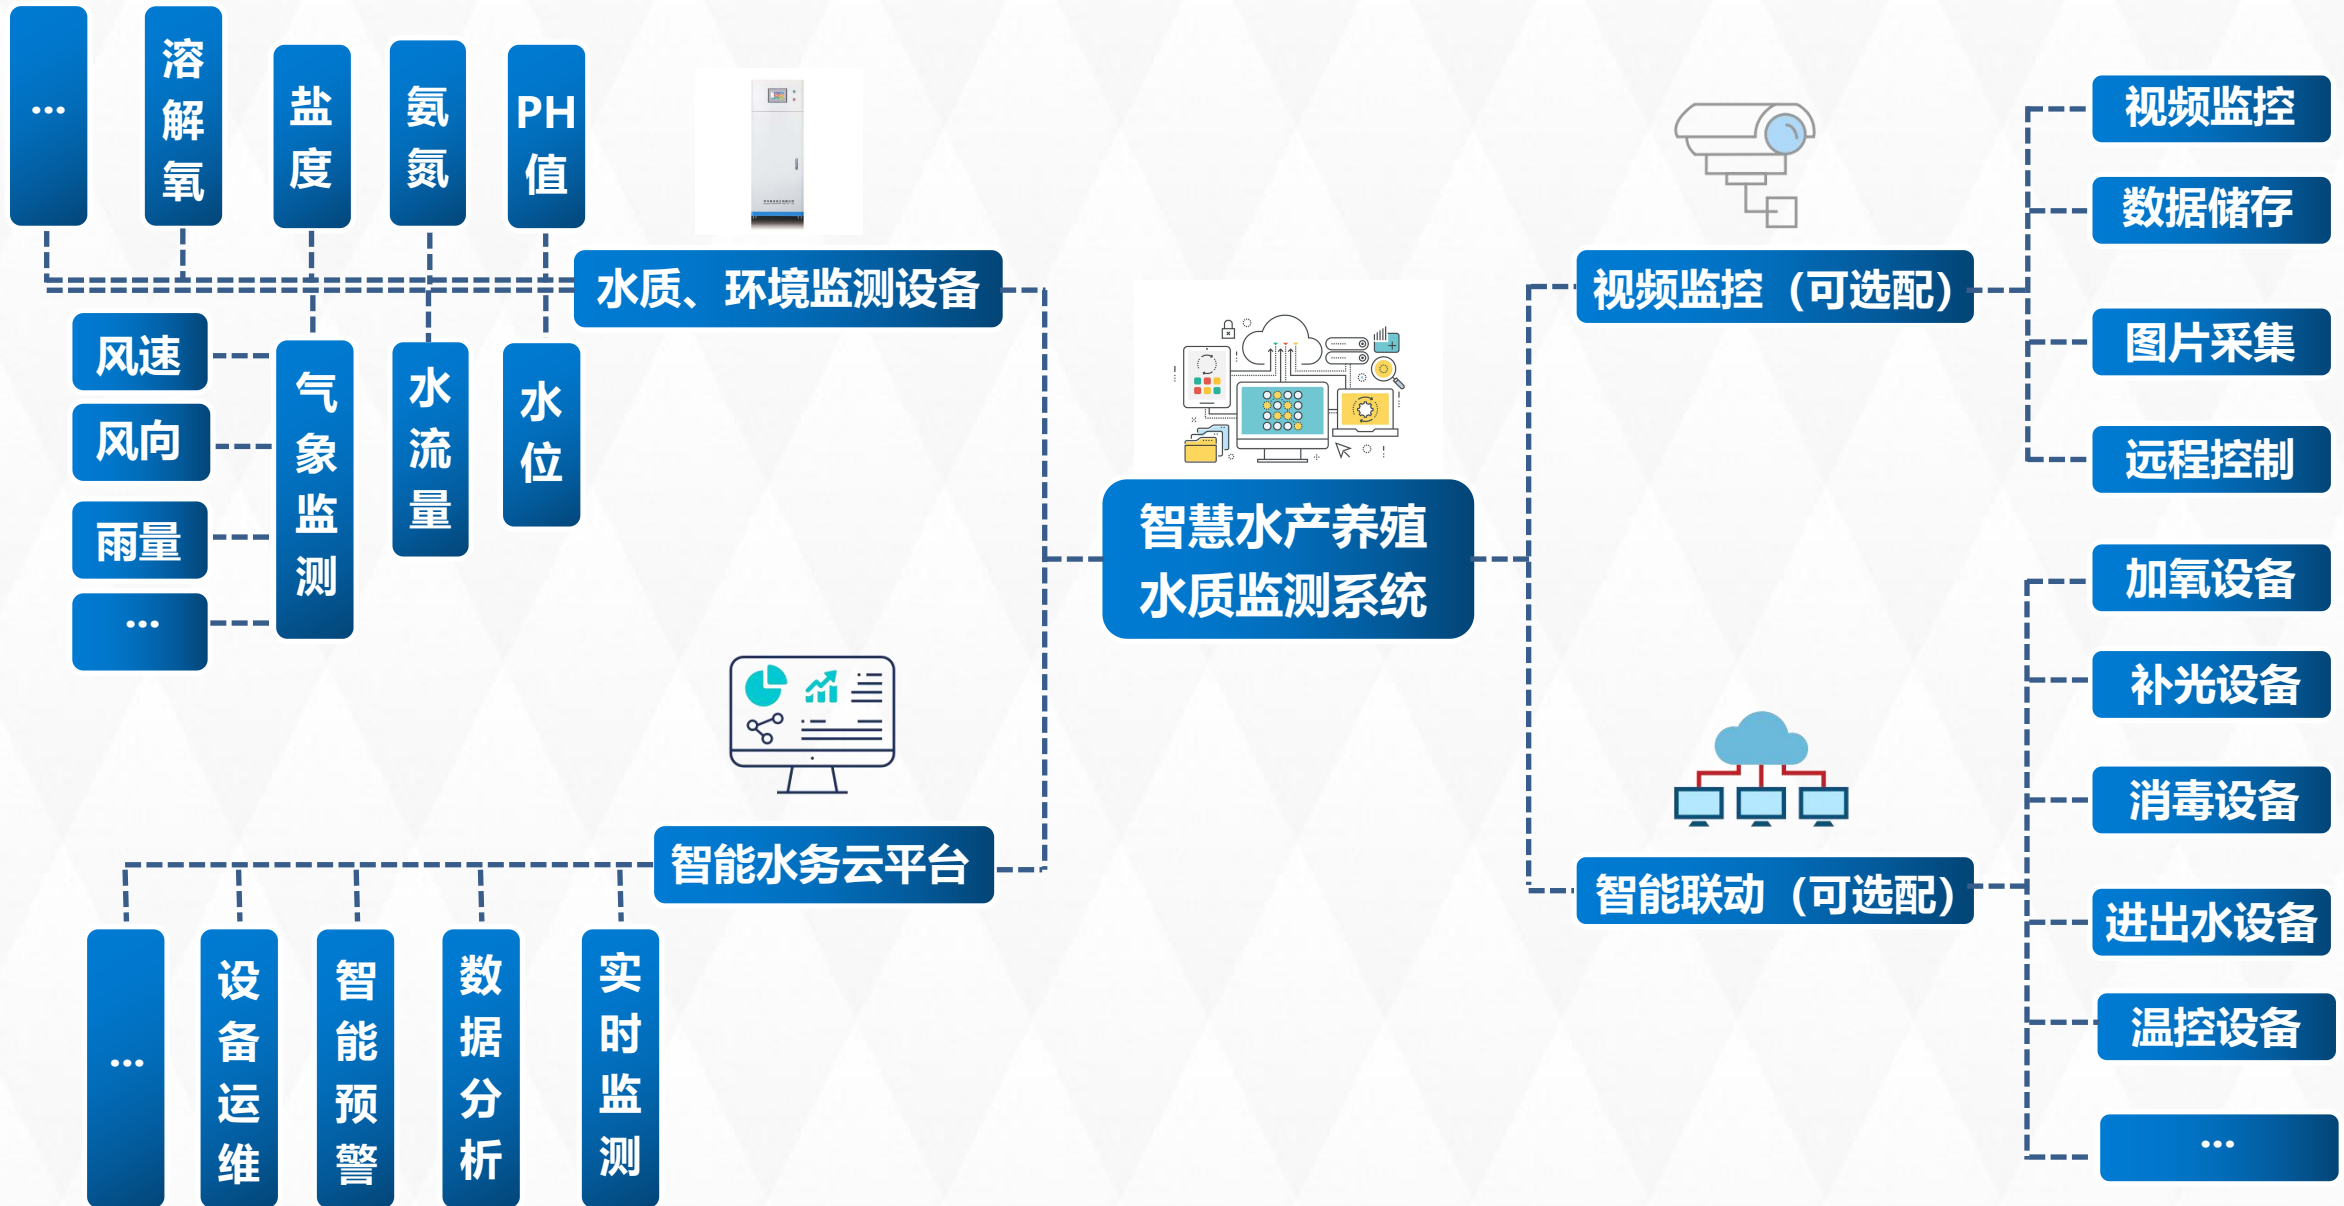 ...
溶解氧
盐度
氨氮
PH值
水质、环境监测设备
风速
风向
雨量
...
气象监测
水流量
水位
智慧水产养殖
水质监测系统
智能水务云平台
...
设备运维
智能预警
数据分析
实时监测
视频监控（可选配）
视频监控
数据储存
图片采集
远程控制
智能联动（可选配）
加氧设备
补光设备
消毒设备
进出水设备
温控设备
...